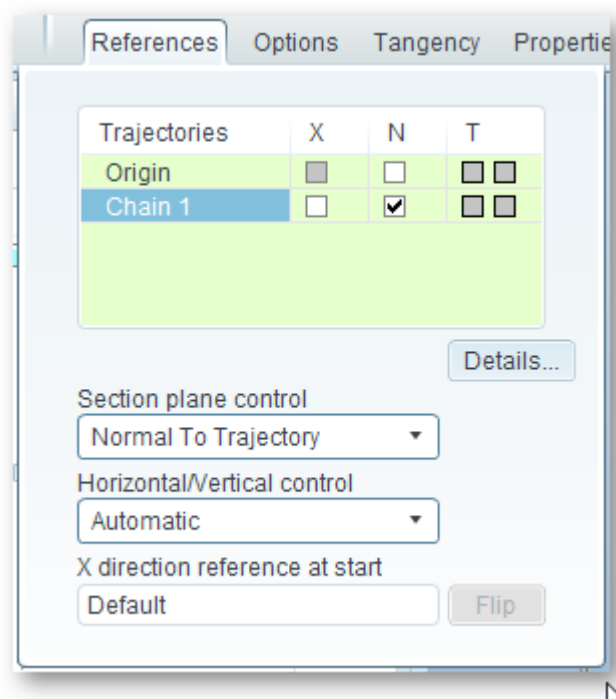 References Options Tangency Propertie
Trajectories X N T
Origin
Chain 1
Details...
Section plane control
Normal To Trajectory
Horizontal/Vertical control
Automatic
X direction reference at start
Default Flip